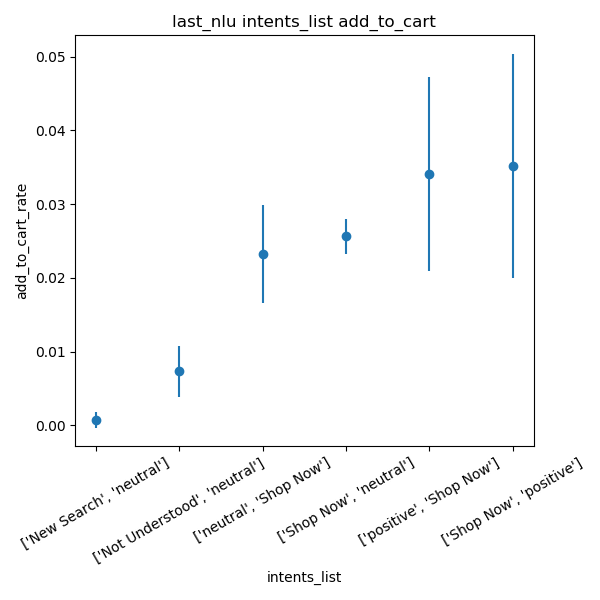 last_nlu intents_list add_to_cart
add_to_cart_rate
0.05
0.04
0.03
0.02
0.01
0.00
['New Search', 'neutral']
['Not Understood', 'neutral']
['neutral', 'Shop Now']
['Shop Now', 'neutral']
['positive', 'Shop Now']
['Shop Now', 'positive']
intents_list